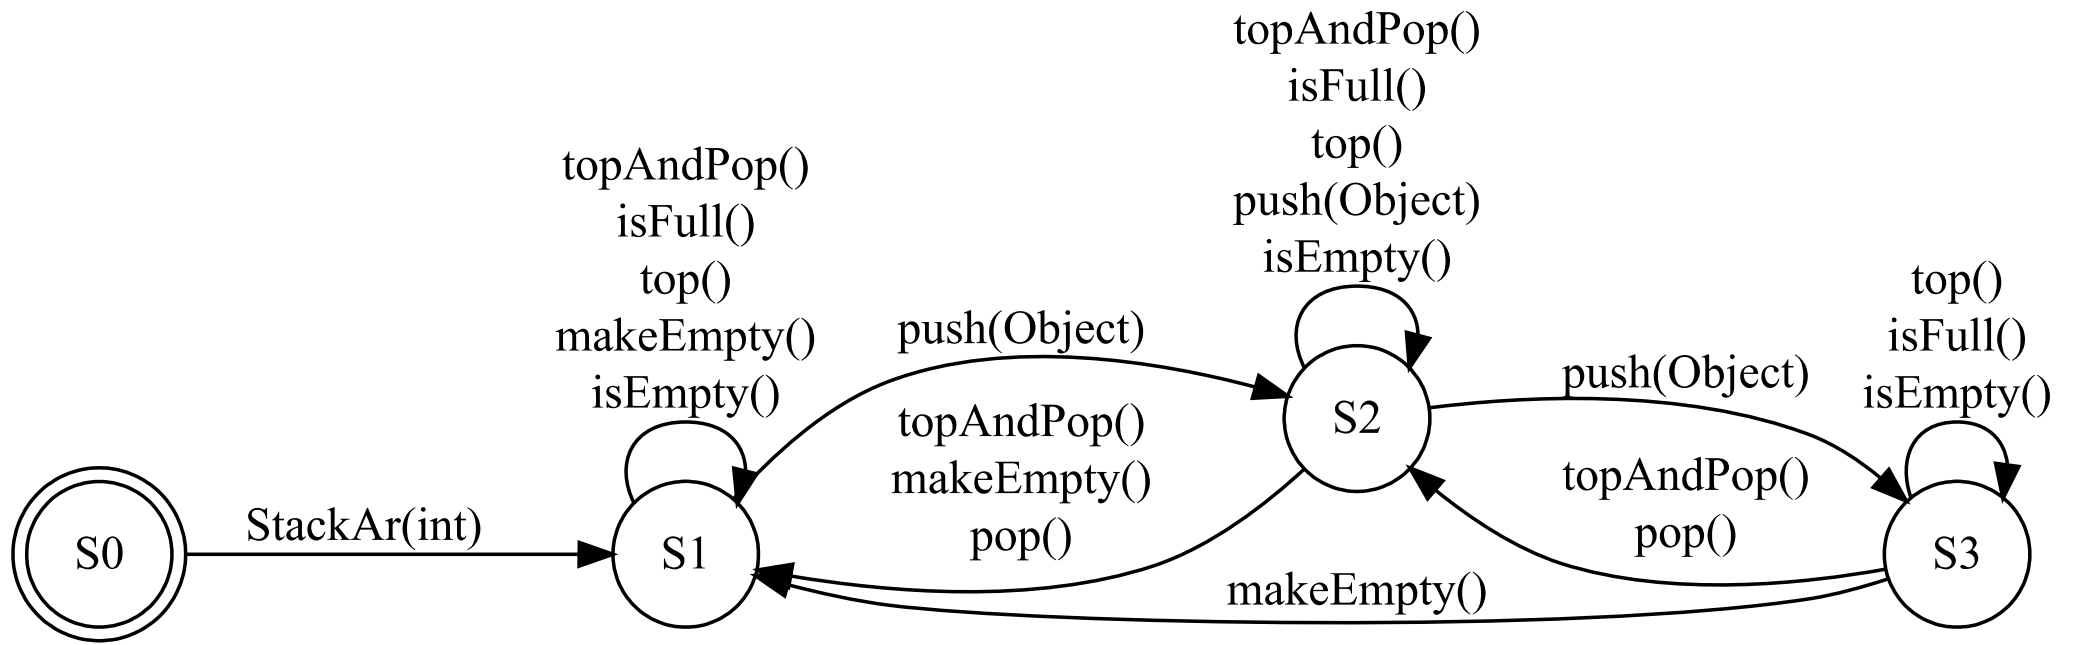 topAndPop()
isFull()
top()
push(Object)
isEmpty()
topAndPop()
isFull()
top()
makeEmpty()
isEmpty()
top()
isFull()
isEmpty()
push(Object)
push(Object)
topAndPop()
makeEmpty()
pop()
topAndPop()
pop()
makeEmpty()
StackAr(int)
S0
S1
S2
S3